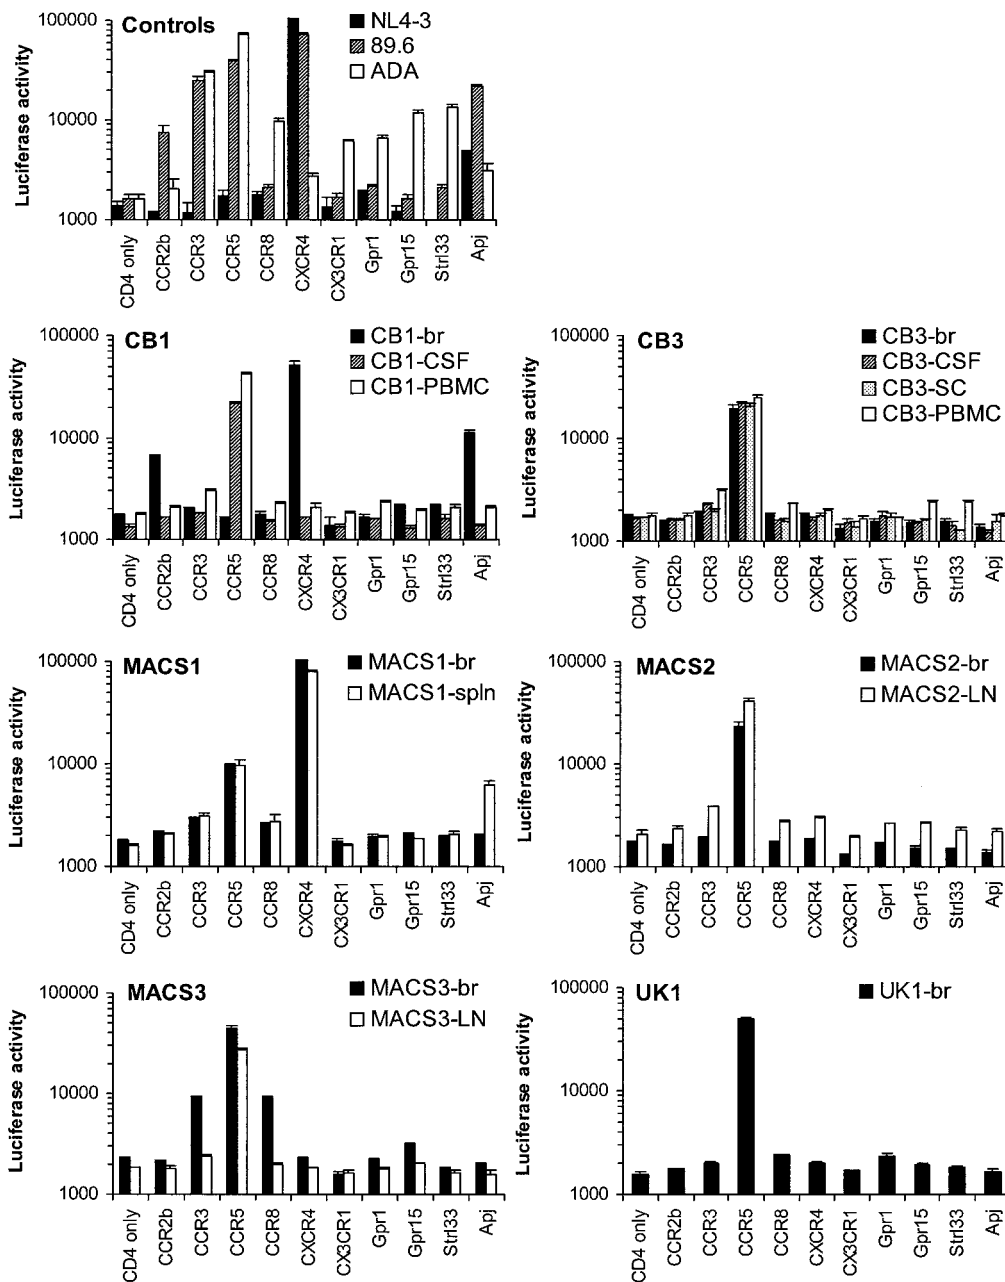 Controls
NL4-3
89.6
ADA
Luciferase activity
100000
10000
1000
CD4 only
CCR2b
CCR3
CCR5
CCR8
CXCR4
CX3CR1
Gpr1
Gpr15
Strl33
Apj
CB1
CB1-br
CB1-CSF
CB1-PBMC
Luciferase activity
100000
10000
1000
CD4 only
CCR2b
CCR3
CCR5
CCR8
CXCR4
CX3CR1
Gpr1
Gpr15
Strl33
Apj
CB3
CB3-br
CB3-CSF
CB3-SC
CB3-PBMC
Luciferase activity
100000
10000
1000
CD4 only
CCR2b
CCR3
CCR5
CCR8
CXCR4
CX3CR1
Gpr1
Gpr15
Strl33
Apj
MACS1
MACS1-br
MACS1-spln
Luciferase activity
100000
10000
1000
CD4 only
CCR2b
CCR3
CCR5
CCR8
CXCR4
CX3CR1
Gpr1
Gpr15
Strl33
Apj
MACS2
MACS2-br
MACS2-LN
Luciferase activity
100000
10000
1000
CD4 only
CCR2b
CCR3
CCR5
CCR8
CXCR4
CX3CR1
Gpr1
Gpr15
Strl33
Apj
MACS3
MACS3-br
MACS3-LN
Luciferase activity
100000
10000
1000
CD4 only
CCR2b
CCR3
CCR5
CCR8
CXCR4
CX3CR1
Gpr1
Gpr15
Strl33
Apj
UK1
UK1-br
Luciferase activity
100000
10000
1000
CD4 only
CCR2b
CCR3
CCR5
CCR8
CXCR4
CX3CR1
Gpr1
Gpr15
Strl33
Apj